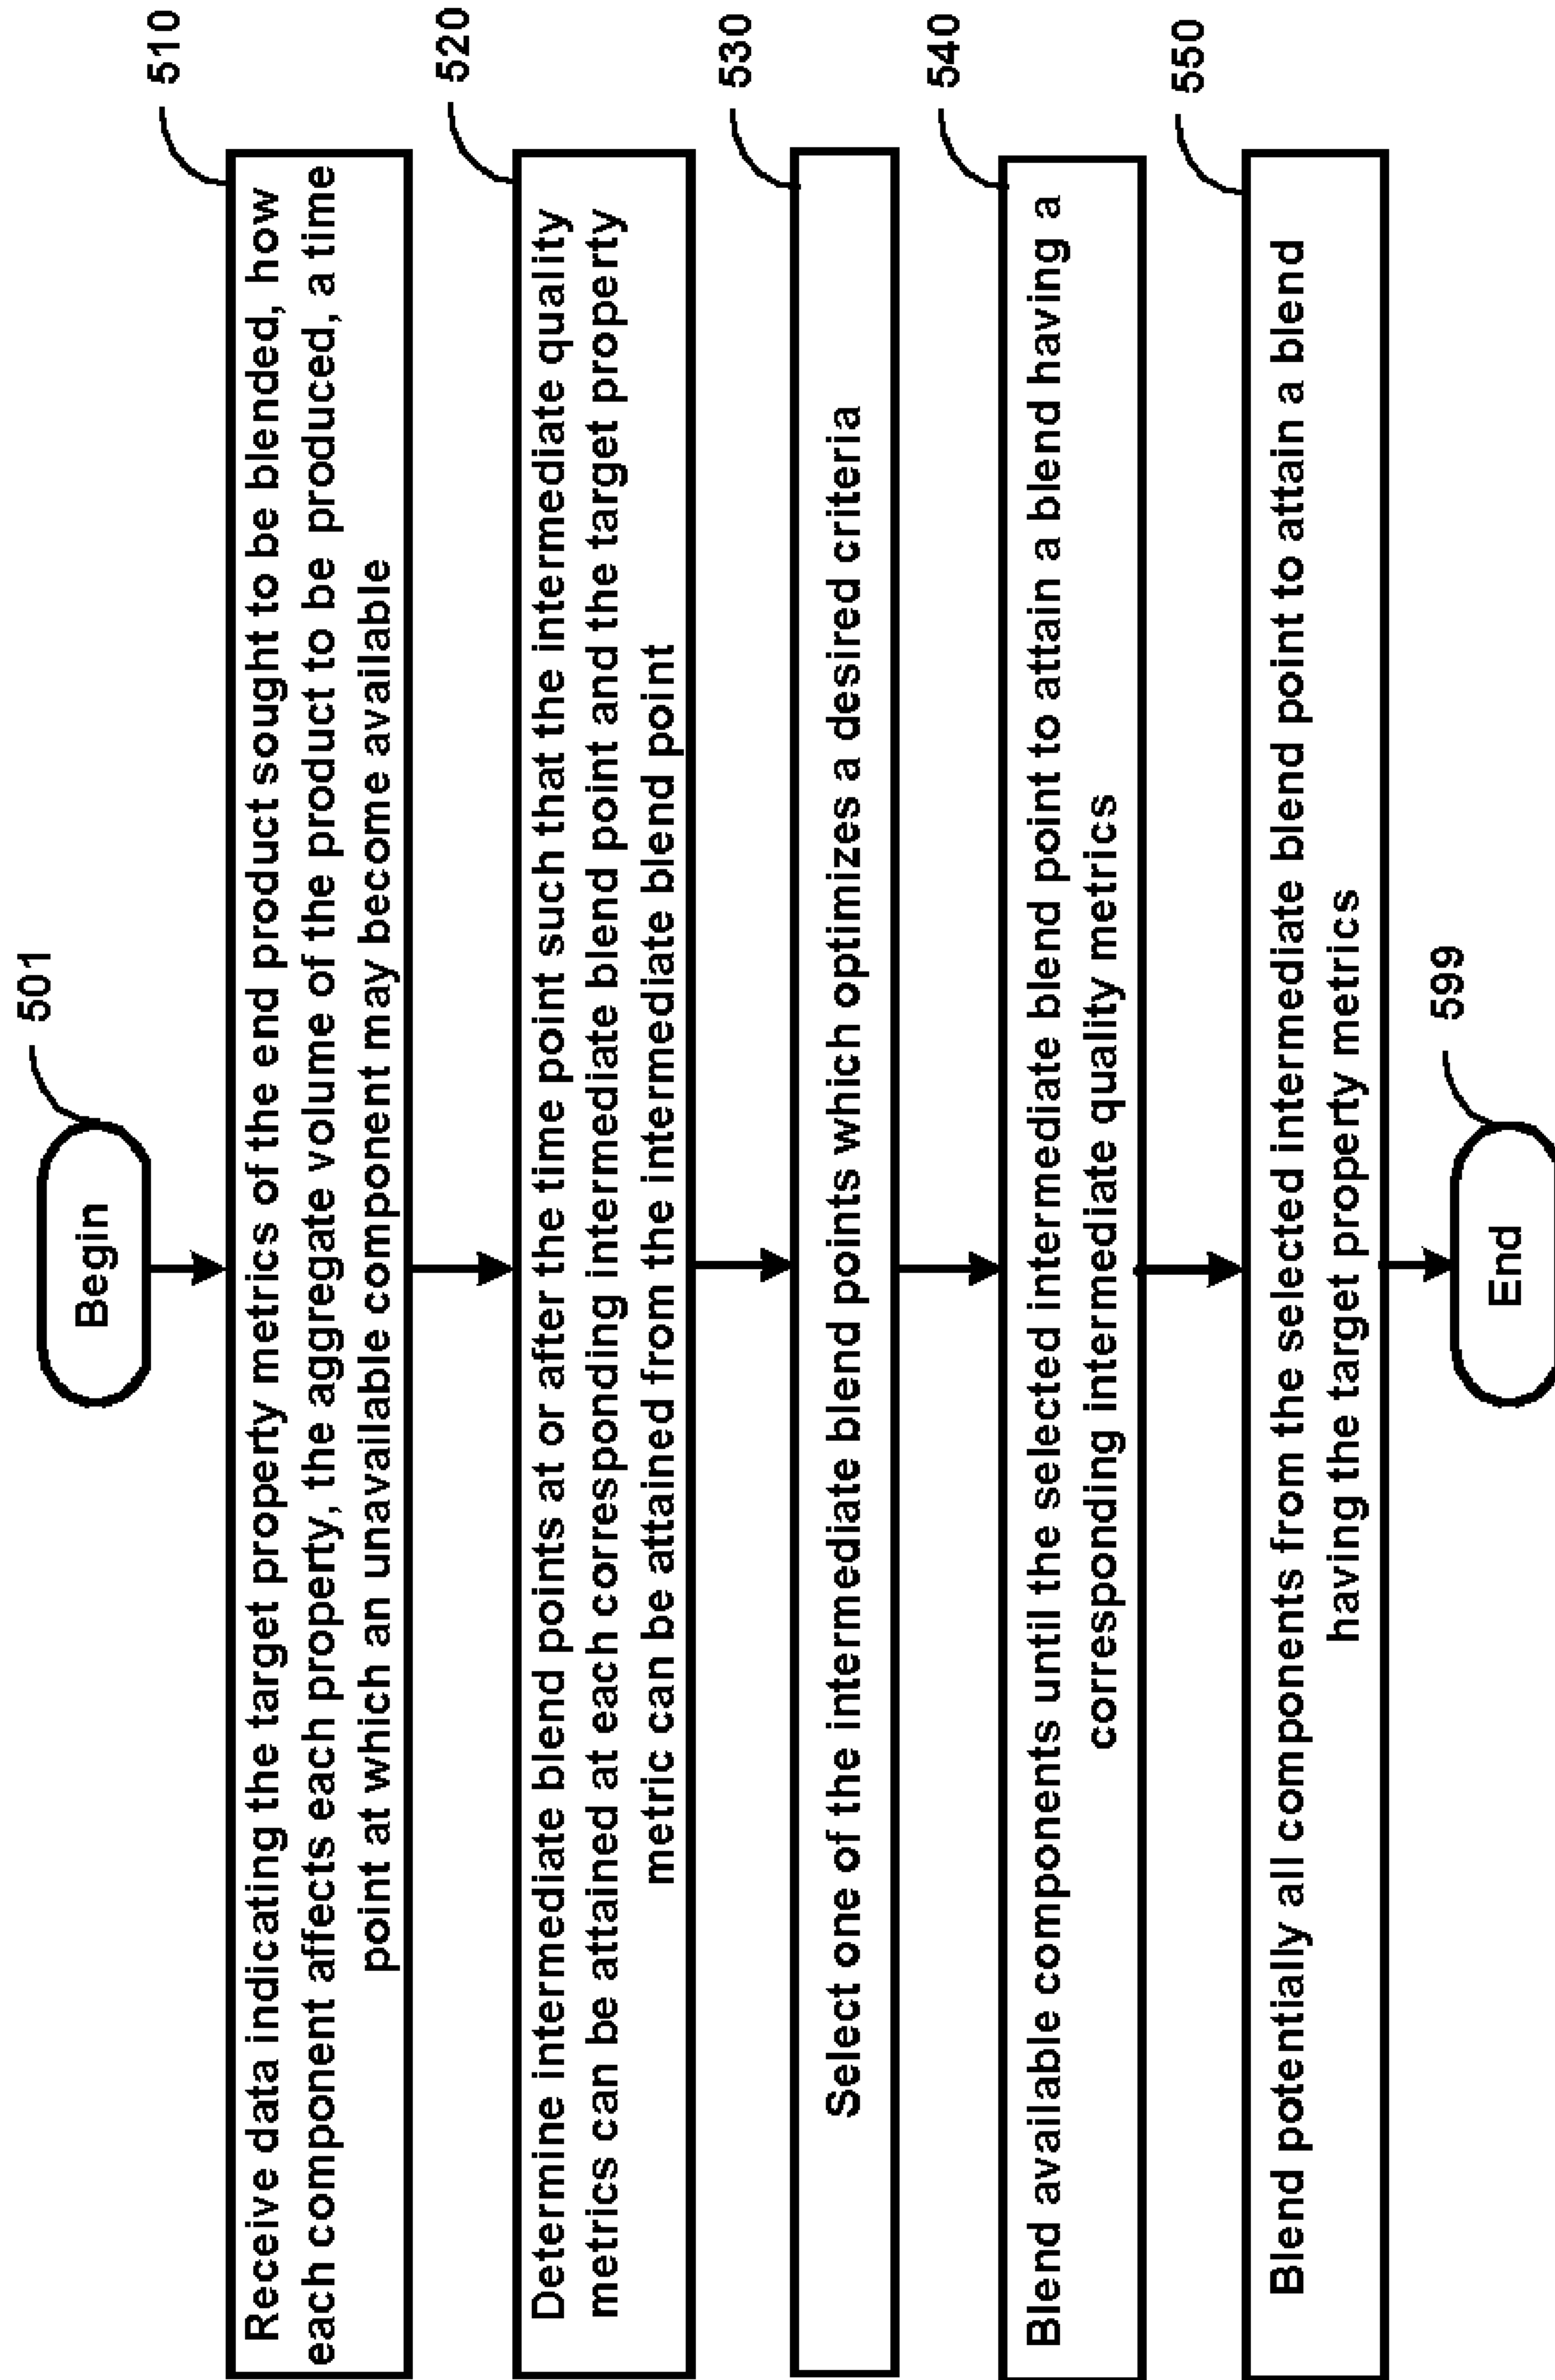 501
Begin
510
Receive data indicating the target property metrics of the end product sought to be blended, how
each component affects each property, the aggregate volume of the product to be produced, a time
point at which an unavailable component may become available
520
Determine intermediate blend points at or after the time point such that the intermediate quality
metrics can be attained at each corresponding intermediate blend point and the target property
metric can be attained from the intermediate blend point
530
Select one of the intermediate blend points which optimizes a desired criteria
540
Blend available components until the selected intermediate blend point to attain a blend having a
corresponding intermediate quality metrics
550
Blend potentially all components from the selected intermediate blend point to attain a blend
having the target property metrics
599
End